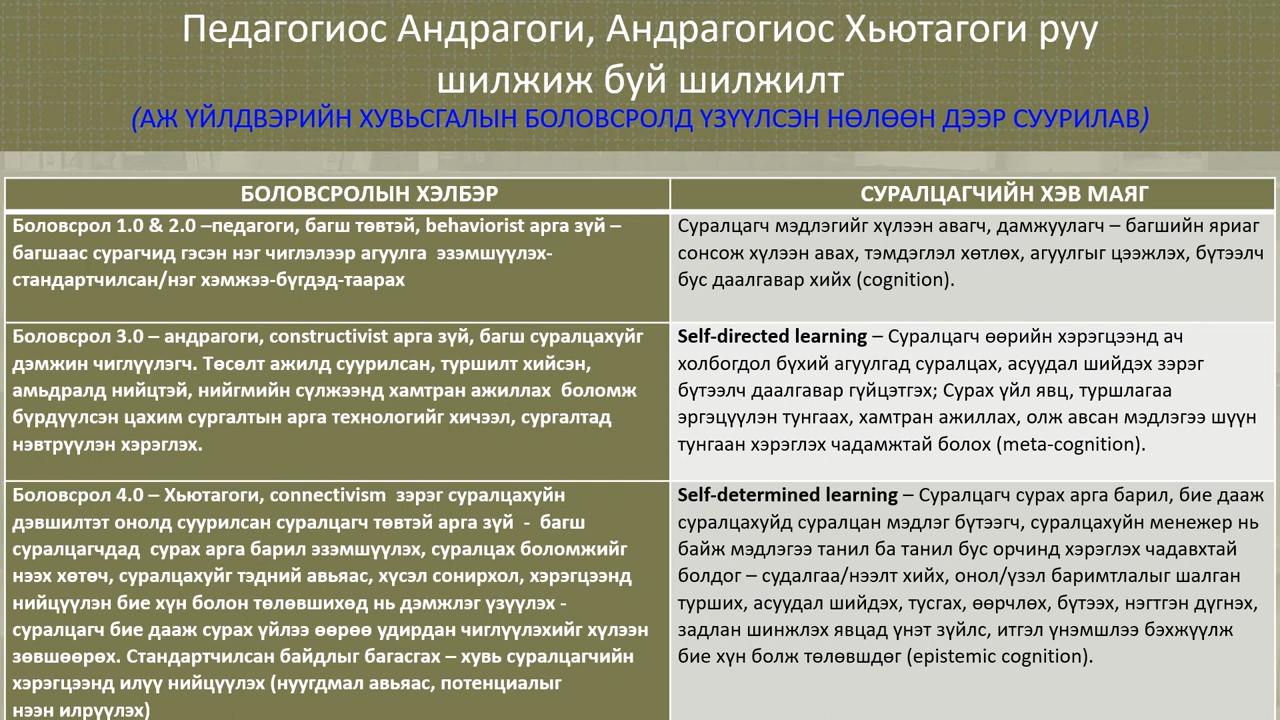 Педагогиос Андрагоги, Андрагогиос Хьютагоги руу
шилжиж буй шилжилт
(АЖ ҮЙЛДВЭРИЙН ХУВЬСГАЛЫН БОЛОВСРОЛД ҮЗҮҮЛСЭН НӨЛӨӨН ДЭЭР СУУРИЛАВ)
БОЛОВСРОЛЫН ХЭЛБЭР
СУРАЛЦАГЧИЙН ХЭВ МАЯГ
Боловсрол 1.0 & 2.0 –педагоги, багш төвтэй, behaviorist арга зүй –
багшаас сурагчид гэсэн нэг чиглэлээр агуулга эзэмшүүлэх-
стандартчилсан/нэг хэмжээ-бүгдэд-таарах
Суралцагч мэдлэгийг хүлээн авагч, дамжуулагч – багшийн яриаг
сонсож хүлээн авах, тэмдэглэл хөтлөх, агуулгыг цээжлэх, бүтээлч
бус даалгавар хийх (cognition).
Боловсрол 3.0 – андрагоги, constructivist арга зүй, багш суралцахуйг
дэмжин чиглүүлэгч. Төсөлт ажилд суурилсан, туршилт хийсэн,
амьдралд нийцтэй, нийгмийн сүлжээнд хамтран ажиллах боломж
бүрдүүлсэн цахим сургалтын арга технологийг хичээл, сургалтад
нэвтрүүлэн хэрэглэх.
Self-directed learning – Суралцагч өөрийн хэрэгцээнд ач
холбогдол бүхий агуулгад суралцах, асуудал шийдэх зэрэг
бүтээлч даалгавар гүйцэтгэх; Сурах үйл явц, туршлагаа
эргэцүүлэн тунгаах, хамтран ажиллах, олж авсан мэдлэгээ шүүн
тунгаан хэрэглэх чадамжтай болох (meta-cognition).
Боловсрол 4.0 – Хьютагоги, connectivism зэрэг суралцахуйн
дэвшилтэт онолд суурилсан суралцагч төвтэй арга зүй - багш
суралцагчдад сурах арга барил эзэмшүүлэх, суралцах боломжийг
нээх хөтөч, суралцахуйг тэдний авьяас, хүсэл сонирхол, хэрэгцээнд
нийцүүлэн бие хүн болон төлөвшихөд нь дэмжлэг үзүүлэх -
суралцагч бие дааж сурах үйлээ өөрөө удирдан чиглүүлэхийг хүлээн
зөвшөөрөх. Стандартчилсан байдлыг багасгах – хувь суралцагчийн
хэрэгцээнд илүү нийцүүлэх (нуугдмал авьяас, потенциалыг
нээн илрүүлэх)
Self-determined learning – Суралцагч сурах арга барил, бие дааж
суралцахуйд суралцан мэдлэг бүтээгч, суралцахуйн менежер нь
байж мэдлэгээ танил ба танил бус орчинд хэрэглэх чадавхтай
болдог – судалгаа/нээлт хийх, онол/үзэл баримтлалыг шалган
турших, асуудал шийдэх, тусгах, өөрчлөх, бүтээх, нэгтгэн дүгнэх,
задлан шинжлэх явцад үнэт зүйлс, итгэл үнэмшлээ бэхжүүлж
бие хүн болж төлөвшдөг (epistemic cognition).